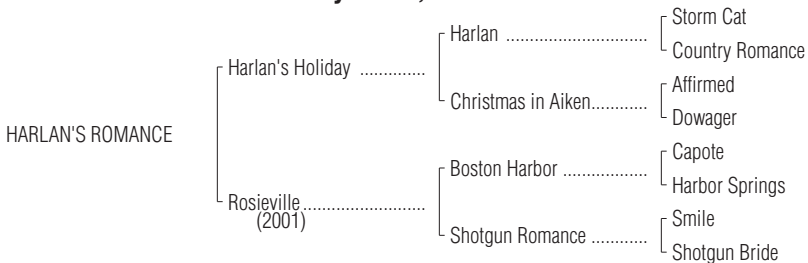 Storm Cat
Harlan ..............................
Country Romance
Harlan's Holiday ..............
Affirmed
Christmas in Aiken............
Dowager
HARLAN'S ROMANCE
Capote
Boston Harbor ..................
Harbor Springs
Rosieville..........................
(2001)
Smile
Shotgun Romance ............
Shotgun Bride